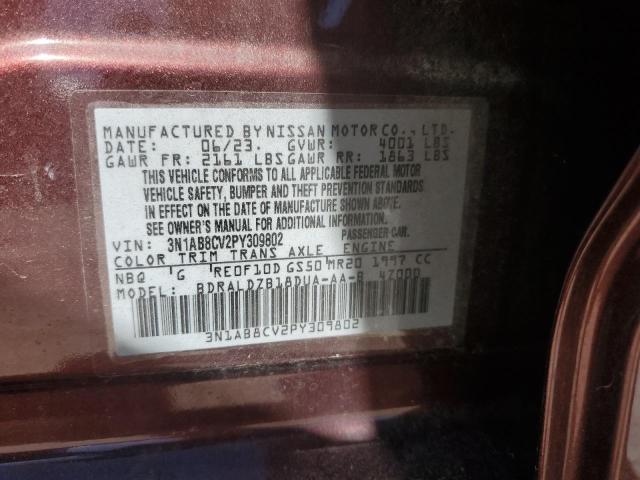 MANUFACTURED BY NISSAN MOTOR CO., LTD.
DATE: 06/23. GVWR: 4001 LBS
GAWR FR: 2161 LBS GAWR RR: 1863 LBS
THIS VEHICLE CONFORMS TO ALL APPLICABLE FEDERAL MOTOR
VEHICLE SAFETY, BUMPER AND THEFT PREVENTION STANDARDS
IN EFFECT ON THE DATE OF MANUFACTURE SHOWN ABOVE.
SEE OWNER'S MANUAL FOR ADDITIONAL INFORMATION.
VIN: 3N1AB8CV2PY309802 PASSENGER CAR.
COLOR TRIM TRANS AXLE ENGINE
NBQ G RE0F10D GS50 MR20 1997 CC
MODEL: BDRALDZB18DUA-AA-B 4Z000
3N1AB8CV2PY309802